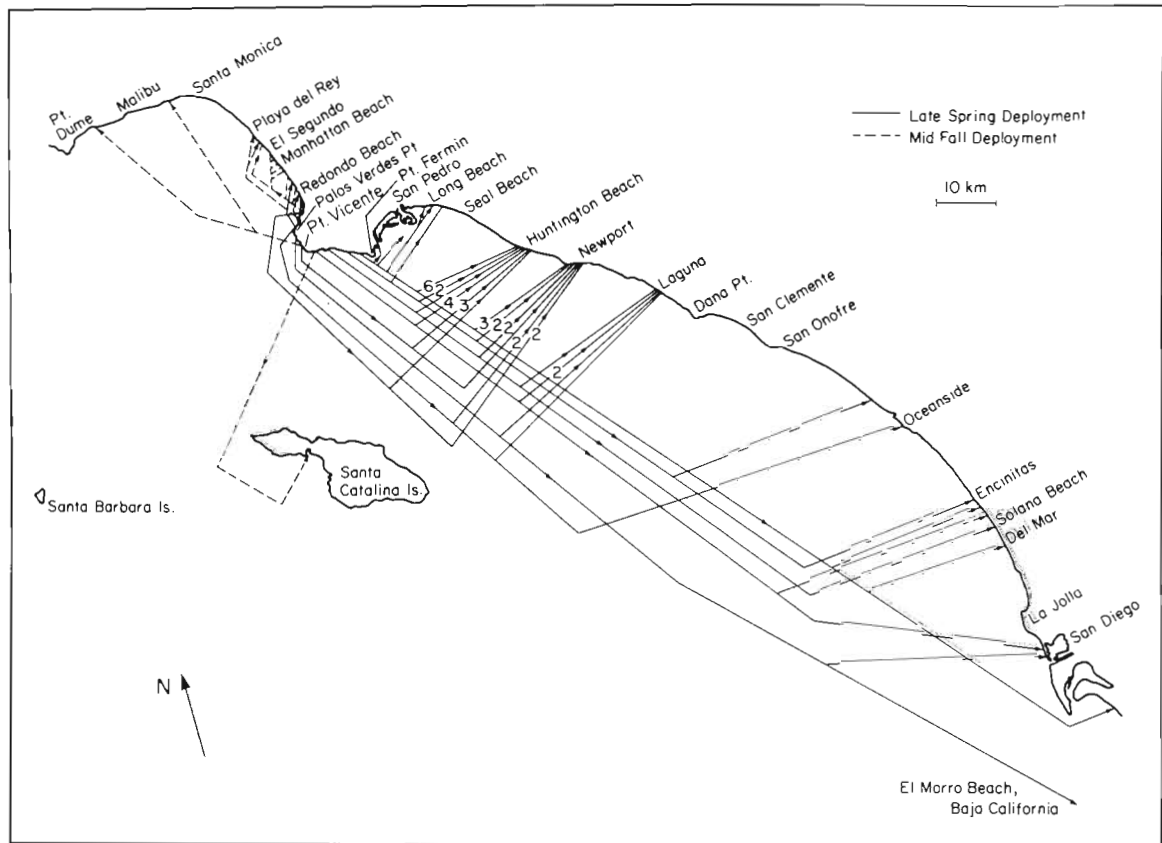 Pt.
Dume
Malibu
Santa Monica
Playa del Rey
El Segundo
Manhattan Beach
Redondo Beach
Palos Verdes Pt.
Pt. Vicente
Pt. Fermin
San Pedro
Long Beach
Seal Beach
Huntington Beach
Newport
Laguna
Dana Pt.
San Clemente
San Onofre
Oceanside
Encinitas
Solana Beach
Del Mar
La Jolla
San Diego
Late Spring Deployment
Mid Fall Deployment
10 km
6 2
4 3
3 2 2
2 2
2
Santa
Catalina Is.
Santa Barbara Is.
N
El Morro Beach,
Baja California